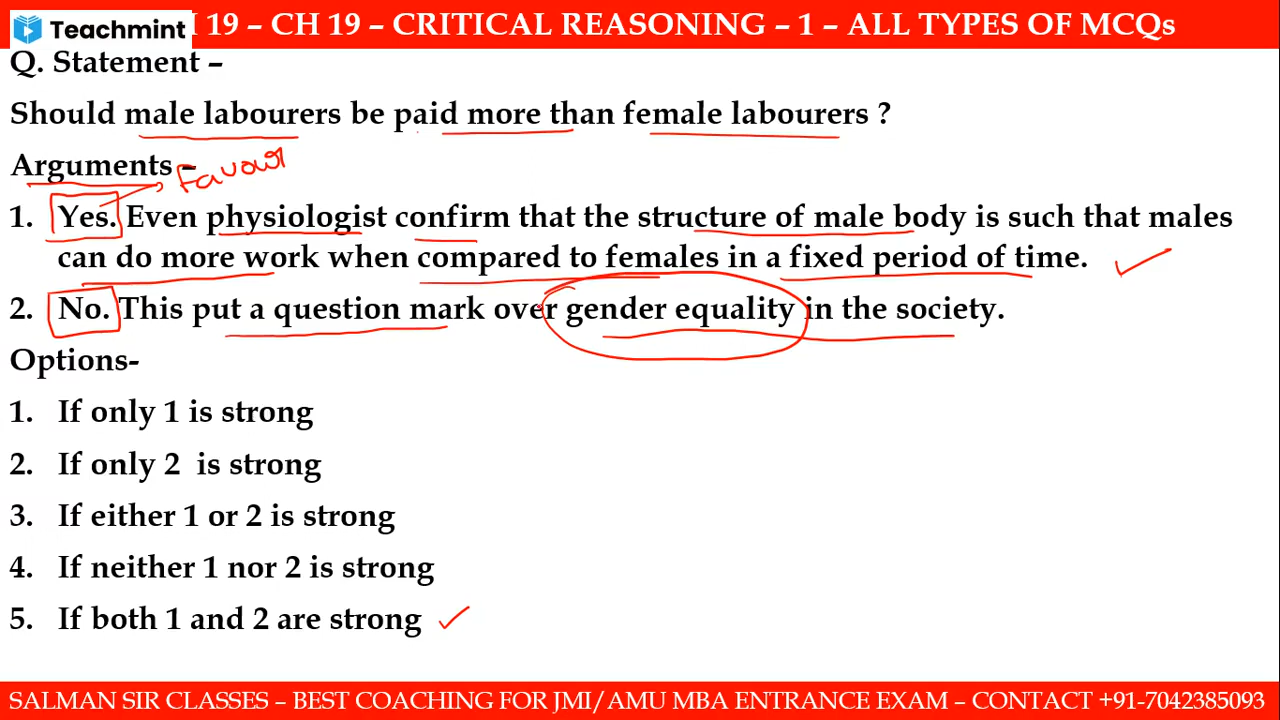 Teachmint
19 – CH 19 – CRITICAL REASONING – 1 – ALL TYPES OF MCQs
Q. Statement –
Should male labourers be paid more than female labourers ?
Arguments –
Favour
1. Yes. Even physiologist confirm that the structure of male body is such that males
can do more work when compared to females in a fixed period of time.
2. No. This put a question mark over gender equality in the society.
Options-
1. If only 1 is strong
2. If only 2 is strong
3. If either 1 or 2 is strong
4. If neither 1 nor 2 is strong
5. If both 1 and 2 are strong
SALMAN SIR CLASSES – BEST COACHING FOR JMI/AMU MBA ENTRANCE EXAM – CONTACT +91-7042385093